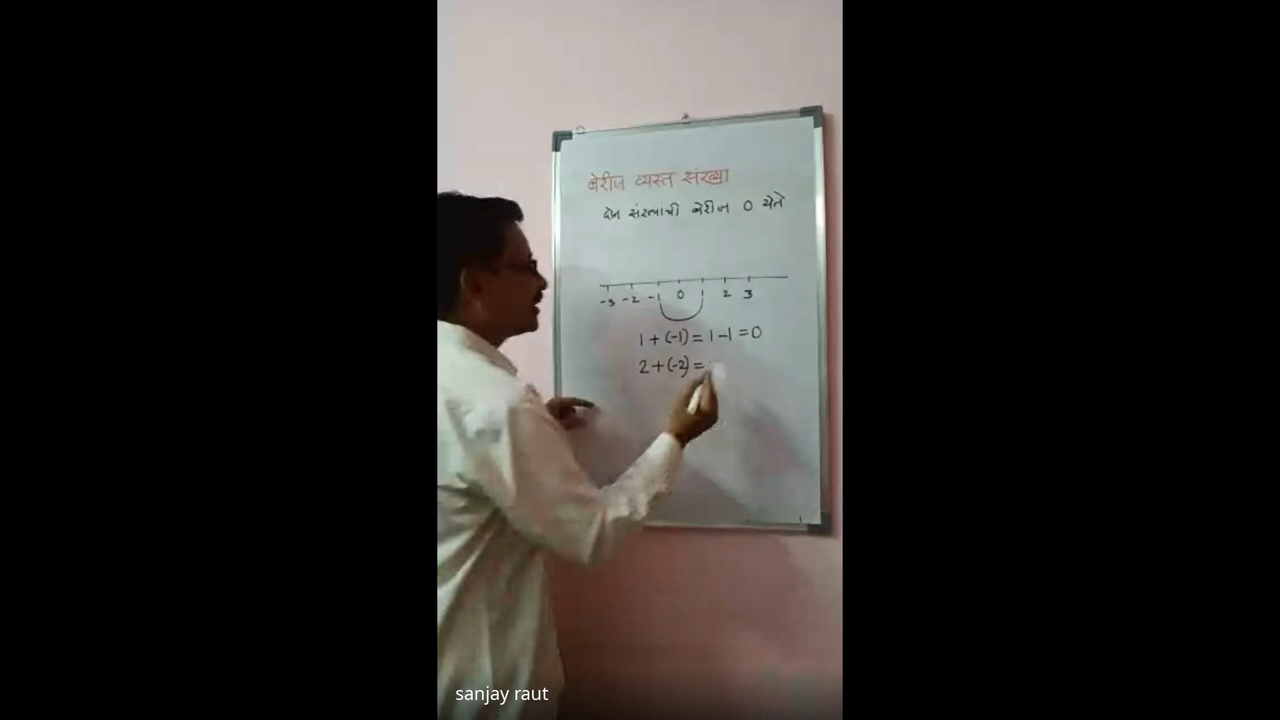 बेरीज व्यस्त संख्या
दोन संख्यांची बेरीज 0 येते
-3 -2 -1 0 1 2 3
1 + (-1) = 1 - 1 = 0
2 + (-2) =
sanjay raut